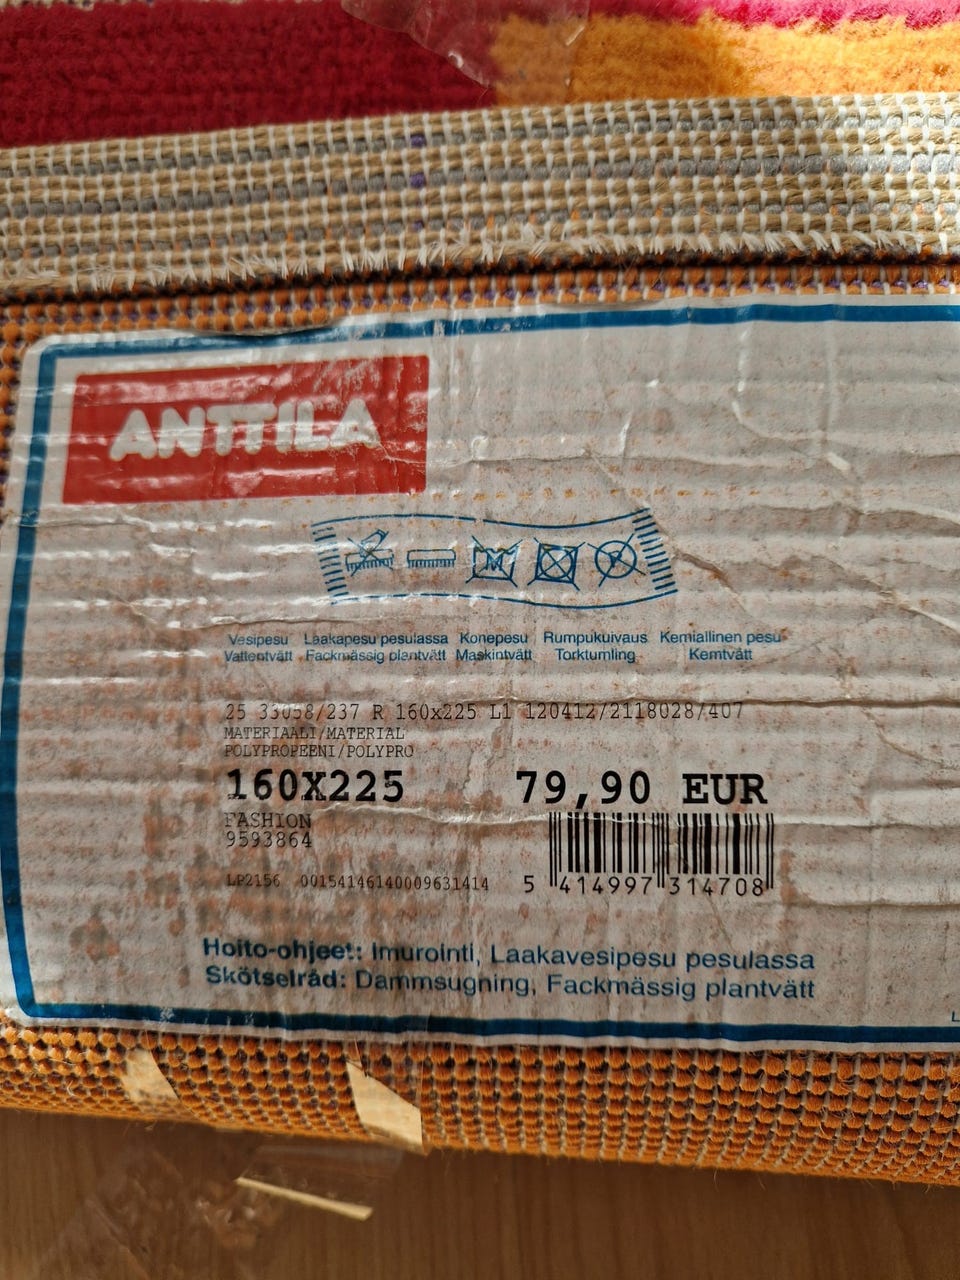 ANTTILA
M P
Vesipesu Laakapesu pesulassa Konepesu Rumpukuivaus Kemiallinen pesu
Vattentvätt Fackmässig plantvätt Maskintvätt Torktumling Kemtvätt
25 33058/237 R 160x225 L1 120412/2118028/407
MATERIAALI/MATERIAL
POLYPROPEENI/POLYPRO
160X225 79,90 EUR
FASHION
9593864
LP2156 00154146140009631414 5 414997 314708
Hoito-ohjeet: Imurointi, Laakavesipesu pesulassa
Skötselråd: Dammsugning, Fackmässig plantvätt